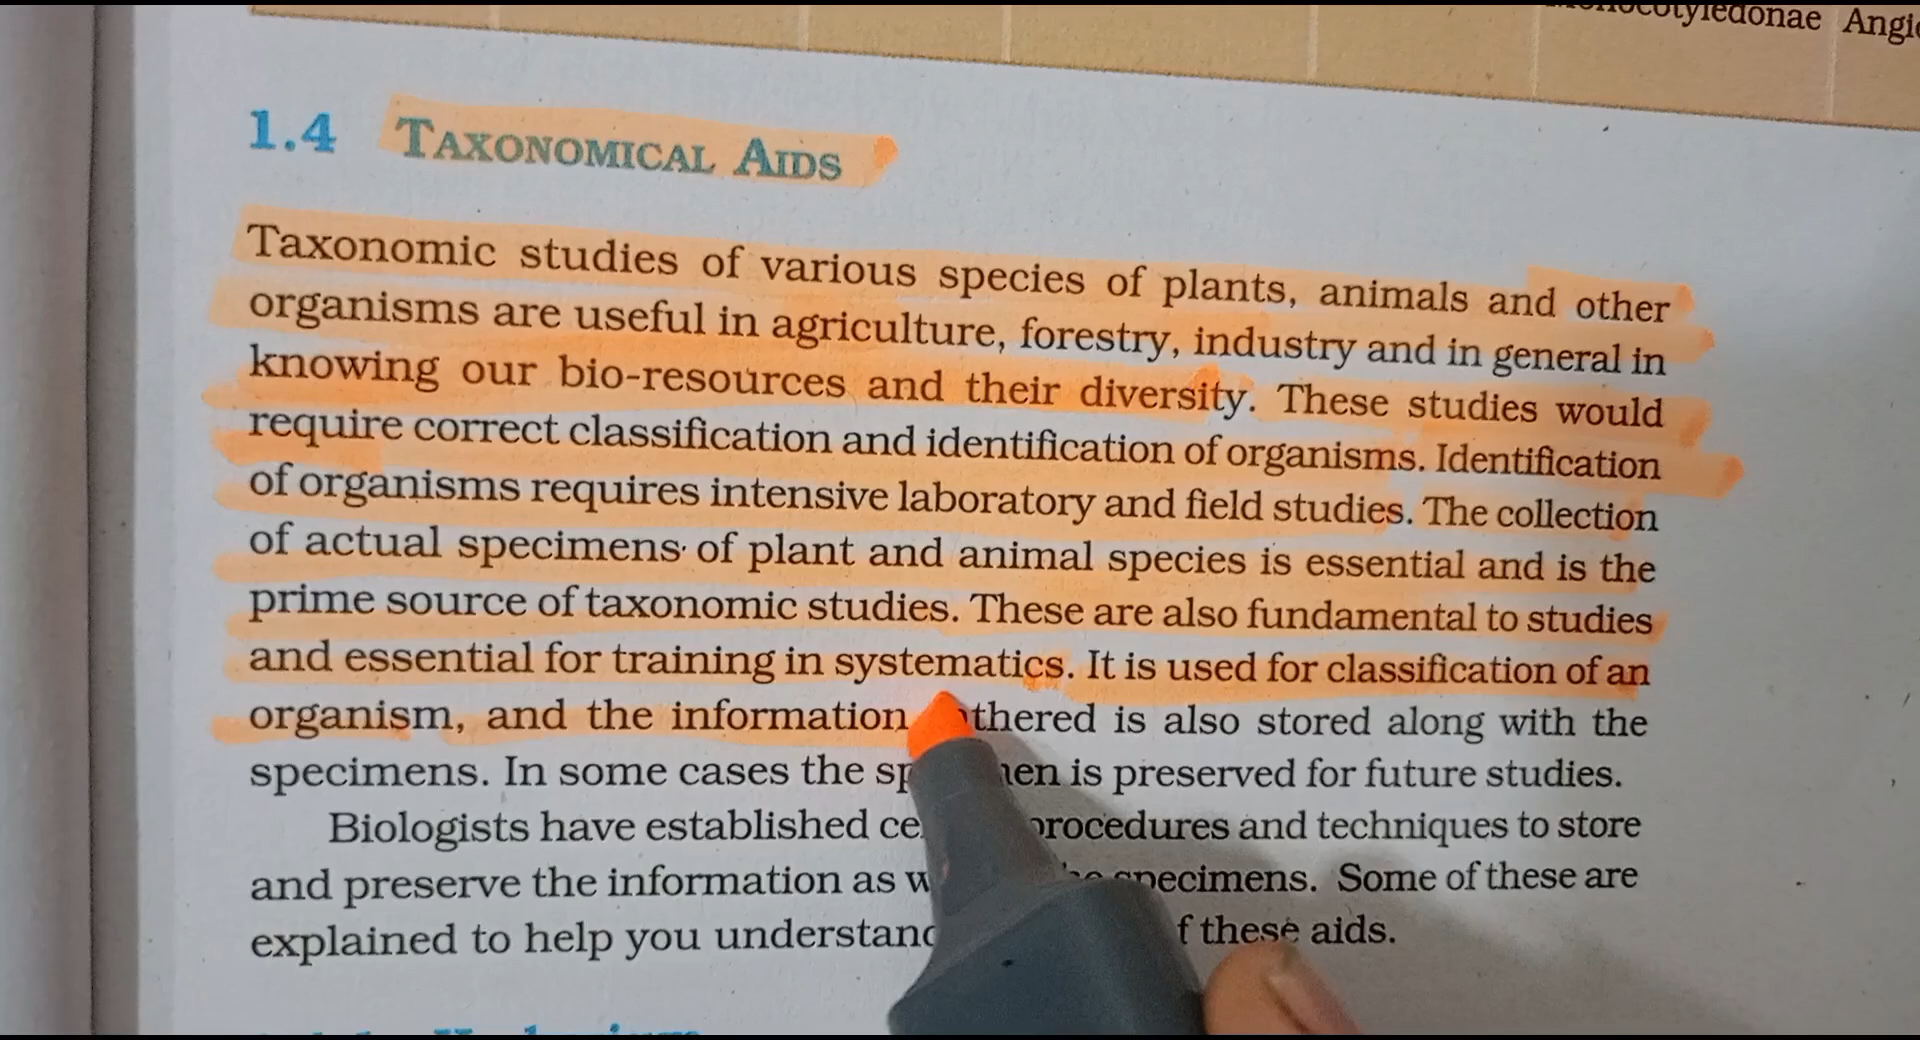 Monocotyledonae Angio
1.4 TAXONOMICAL AIDS
Taxonomic studies of various species of plants, animals and other
organisms are useful in agriculture, forestry, industry and in general in
knowing our bio-resources and their diversity. These studies would
require correct classification and identification of organisms. Identification
of organisms requires intensive laboratory and field studies. The collection
of actual specimens of plant and animal species is essential and is the
prime source of taxonomic studies. These are also fundamental to studies
and essential for training in systematics. It is used for classification of an
organism, and the information thered is also stored along with the
specimens. In some cases the sp en is preserved for future studies.
Biologists have established ce procedures and techniques to store
and preserve the information as w specimens. Some of these are
explained to help you understand f these aids.